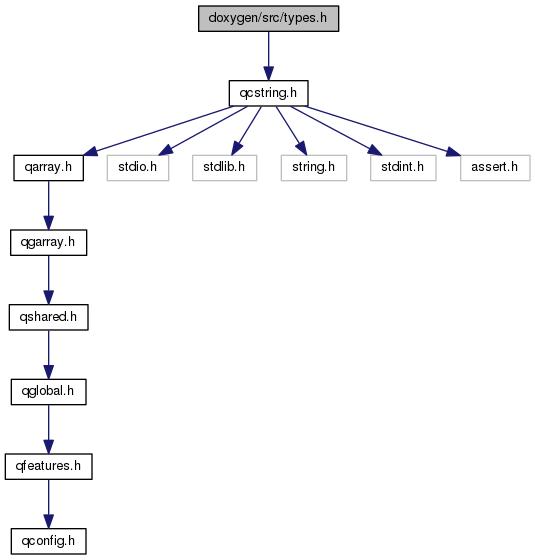 doxygen/src/types.h
qcstring.h
qarray.h
stdio.h
stdlib.h
string.h
stdint.h
assert.h
qgarray.h
qshared.h
qglobal.h
qfeatures.h
qconfig.h